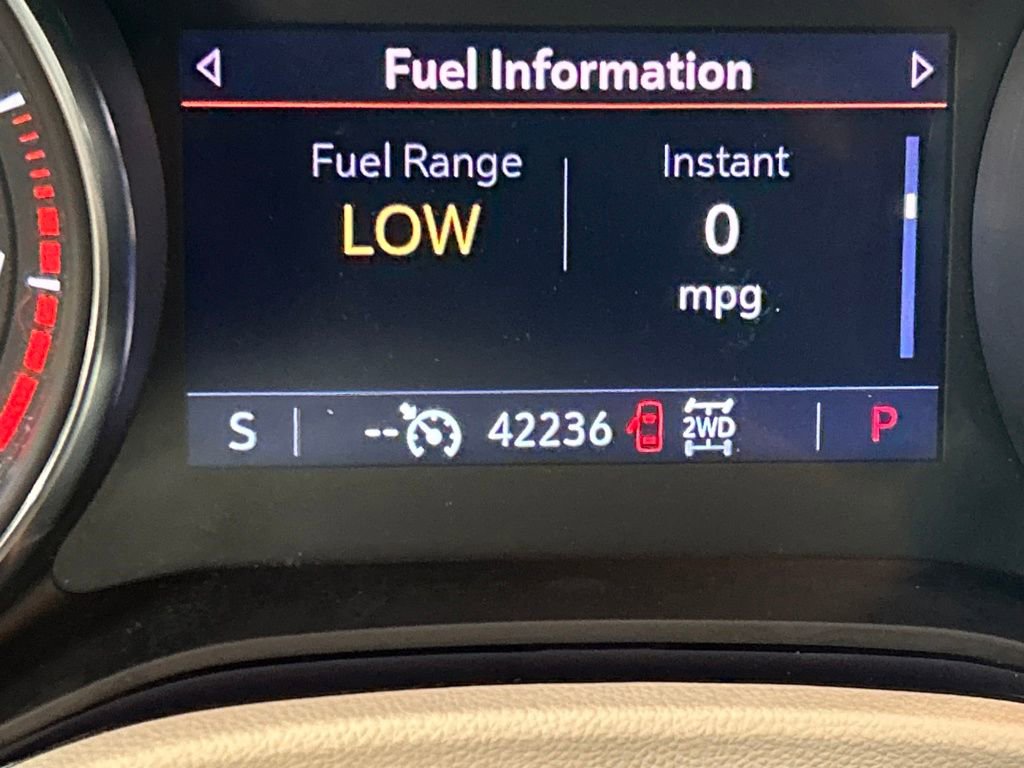 Fuel Information
Fuel Range
LOW
Instant
0
mpg
S
--
42236
2WD
P